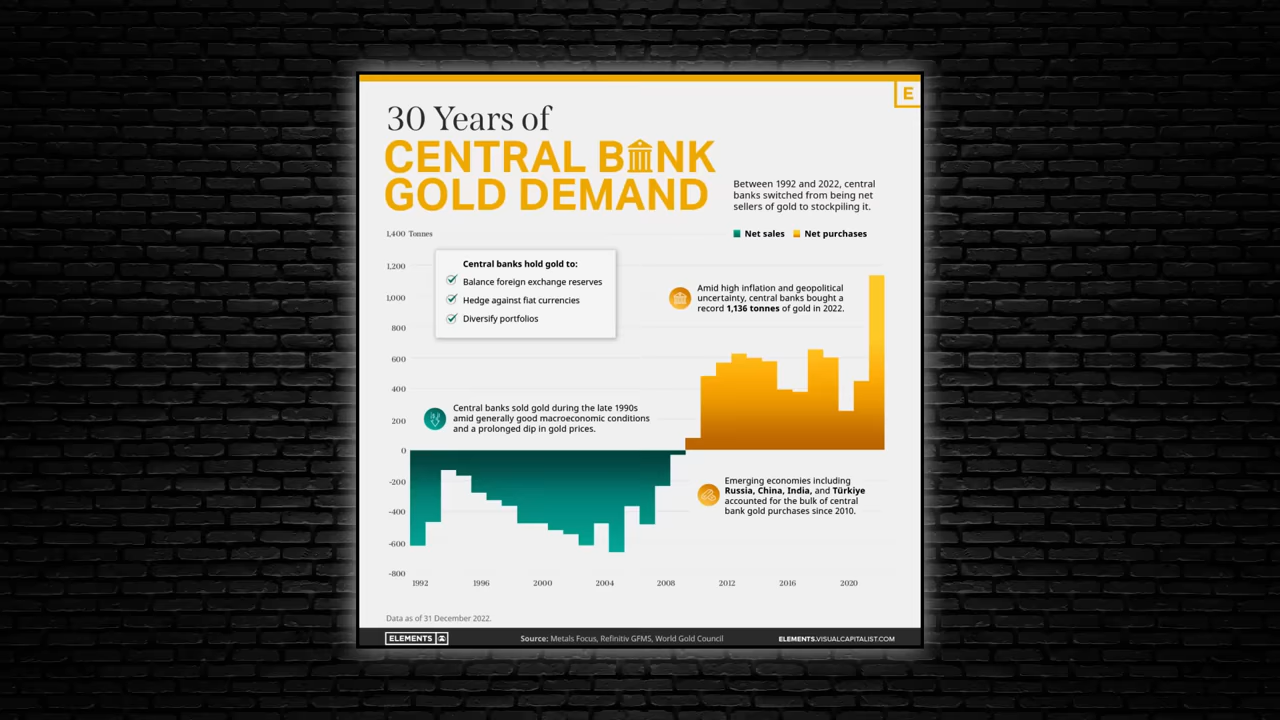 E
30 Years of
CENTRAL BANK
GOLD DEMAND
Between 1992 and 2022, central
banks switched from being net
sellers of gold to stockpiling it.
1,400 Tonnes
Net sales Net purchases
Central banks hold gold to:
Balance foreign exchange reserves
Hedge against fiat currencies
Diversify portfolios
Amid high inflation and geopolitical
uncertainty, central banks bought a
record 1,136 tonnes of gold in 2022.
1,200
1,000
800
600
400
200
0
-200
-400
-600
-800
Central banks sold gold during the late 1990s
amid generally good macroeconomic conditions
and a prolonged dip in gold prices.
Emerging economies including
Russia, China, India, and Türkiye
accounted for the bulk of central
bank gold purchases since 2010.
1992 1996 2000 2004 2008 2012 2016 2020
Data as of 31 December 2022.
ELEMENTS
Source: Metals Focus, Refinitiv GFMS, World Gold Council
ELEMENTS.VISUALCAPITALIST.COM